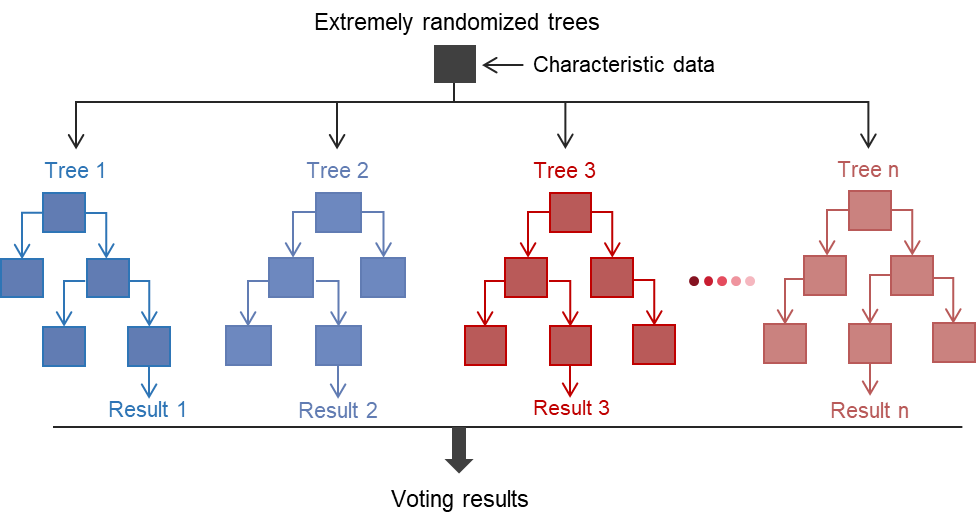 Extremely randomized trees
Characteristic data
Tree 1
Tree 2
Tree 3
Tree n
Result 1
Result 2
Result 3
Result n
Voting results